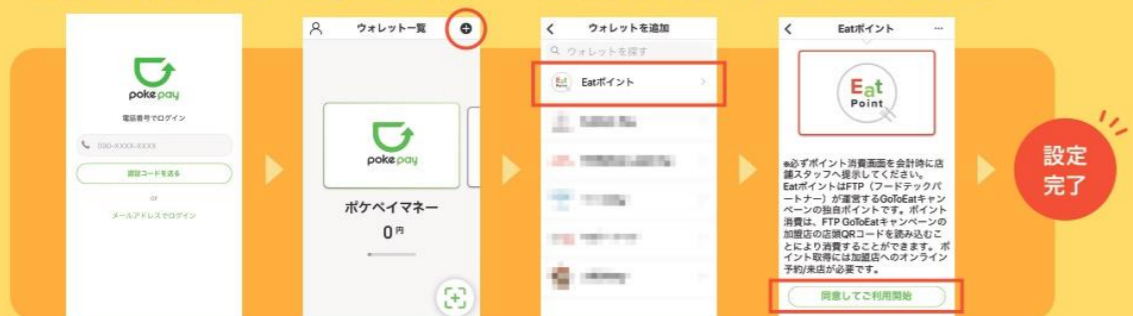 pokepay
電話番号でログイン
090-XXXX-XXXX
認証コードを送る
or
メールアドレスでログイン
ウォレット一覧
pokepay
ポケペイマネー
0円
ウォレットを追加
ウォレットを探す
Eat Point
Eatポイント
Eatポイント
Eat
Point
※必ずポイント消費画面を会計時に店
舗スタッフへ提示してください。
EatポイントはFTP（フードテックパ
ートナー）が運営するGoToEatキャン
ペーンの独自ポイントです。ポイント
消費は、FTP GoToEatキャンペーンの
加盟店の店頭QRコードを読み込むこ
とにより消費することができます。 ポ
イント取得には加盟店へのオンライン
予約/来店が必要です。
同意してご利用開始
設定
完了